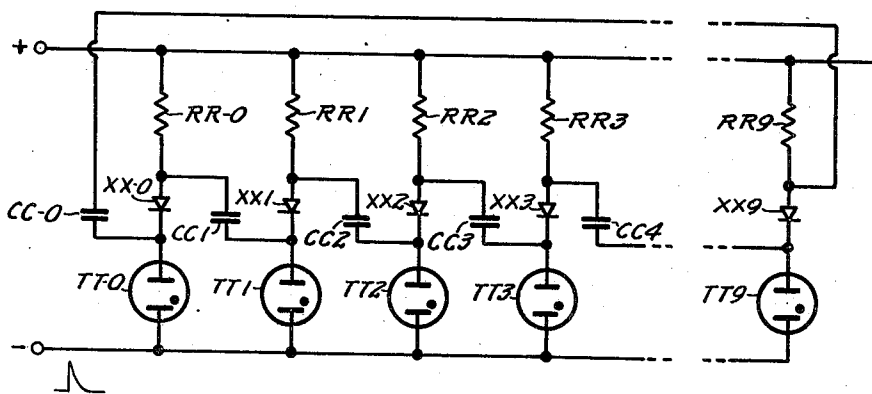 +
RR-0
RR1
RR2
RR3
RR9
XX-0
XX1
XX2
XX3
XX9
CC-0
CC1
CC2
CC3
CC4
TT-0
TT1
TT2
TT3
TT9
-